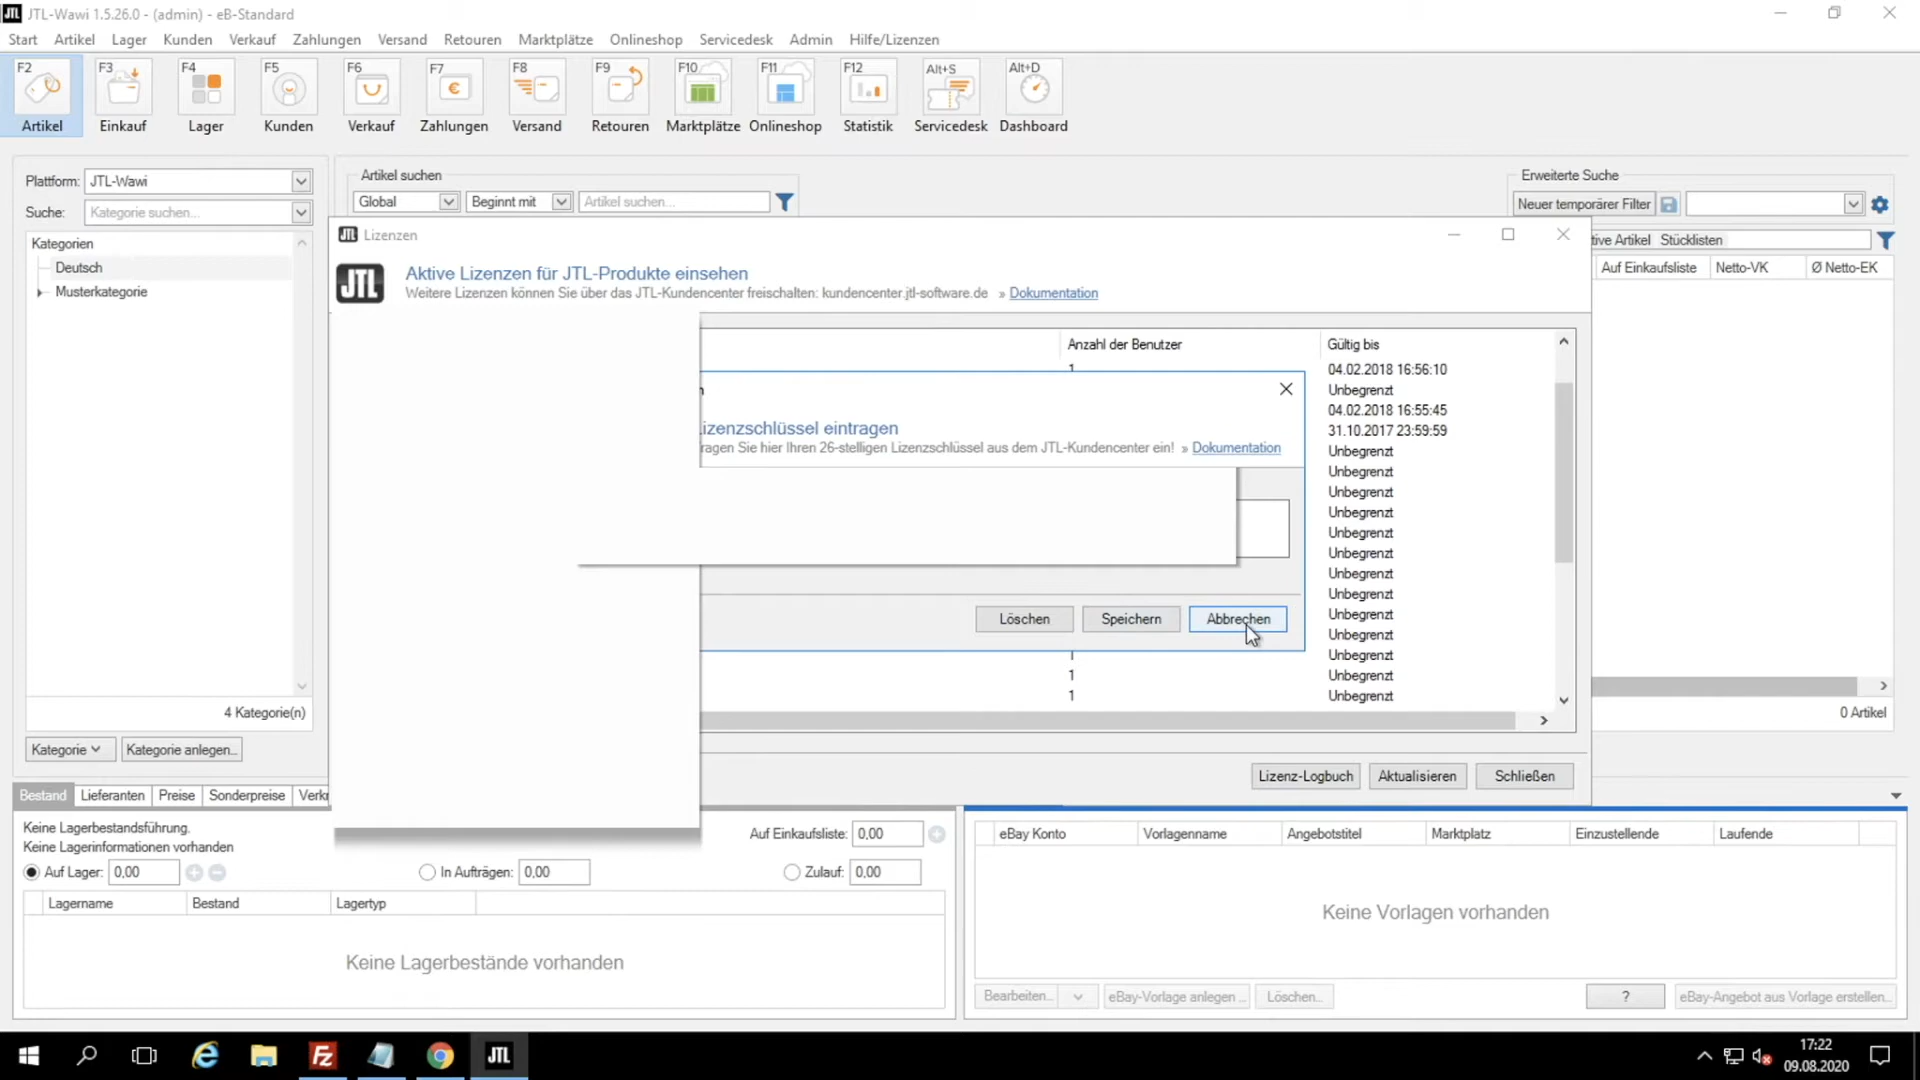 JTL JTL-Wawi 1.5.26.0 - (admin) - eB-Standard
Start Artikel Lager Kunden Verkauf Zahlungen Versand Retouren Marktplätze Onlineshop Servicedesk Admin Hilfe/Lizenzen
F2 F3 F4 F5 F6 F7 F8 F9 F10 F11 F12 Alt+S Alt+D
Artikel Einkauf Lager Kunden Verkauf Zahlungen Versand Retouren Marktplätze Onlineshop Statistik Servicedesk Dashboard
Plattform: JTL-Wawi
Suche: Kategorie suchen...
Kategorien
Deutsch
Musterkategorie
4 Kategorie(n)
Kategorie Kategorie anlegen...
Artikel suchen
Global Beginnt mit Artikel suchen...
Erweiterte Suche
Neuer temporärer Filter
tive Artikel Stücklisten
Auf Einkaufsliste Netto-VK Ø Netto-EK
0 Artikel
JTL Lizenzen
JTL
Aktive Lizenzen für JTL-Produkte einsehen
Weitere Lizenzen können Sie über das JTL-Kundencenter freischalten: kundencenter.jtl-software.de » Dokumentation
Anzahl der Benutzer Gültig bis
1 04.02.2018 16:56:10
Unbegrenzt
04.02.2018 16:55:45
31.10.2017 23:59:59
Unbegrenzt
Unbegrenzt
Unbegrenzt
Unbegrenzt
Unbegrenzt
Unbegrenzt
Unbegrenzt
Unbegrenzt
Unbegrenzt
Unbegrenzt
1 Unbegrenzt
1 Unbegrenzt
1 Unbegrenzt
n
izenzschlüssel eintragen
ragen Sie hier Ihren 26-stelligen Lizenzschlüssel aus dem JTL-Kundencenter ein! » Dokumentation
Löschen Speichern Abbrechen
Lizenz-Logbuch Aktualisieren Schließen
Bestand Lieferanten Preise Sonderpreise Verk
Keine Lagerbestandsführung.
Keine Lagerinformationen vorhanden
Auf Einkaufsliste: 0,00
Auf Lager: 0,00 In Aufträgen: 0,00 Zulauf: 0,00
Lagername Bestand Lagertyp
Keine Lagerbestände vorhanden
eBay Konto Vorlagenname Angebotstitel Marktplatz Einzustellende Laufende
Keine Vorlagen vorhanden
Bearbeiten... eBay-Vorlage anlegen ... Löschen... ? eBay-Angebot aus Vorlage erstellen...
JTL
17:22
09.08.2020